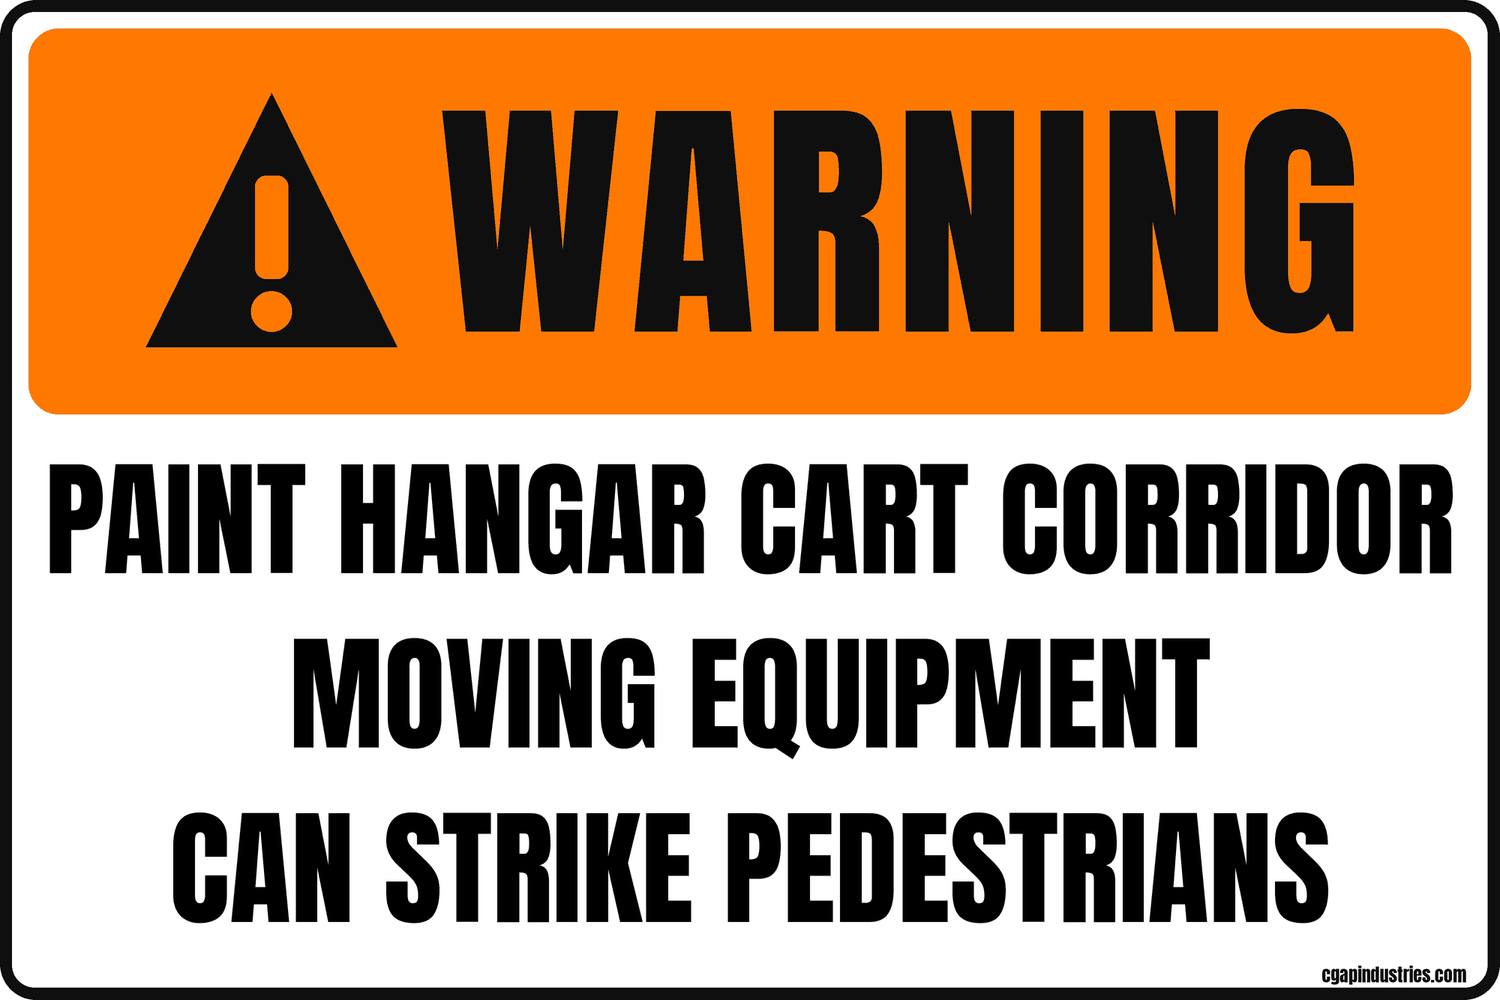 WARNING
PAINT HANGAR CART CORRIDOR
MOVING EQUIPMENT
CAN STRIKE PEDESTRIANS
cgapindustries.com